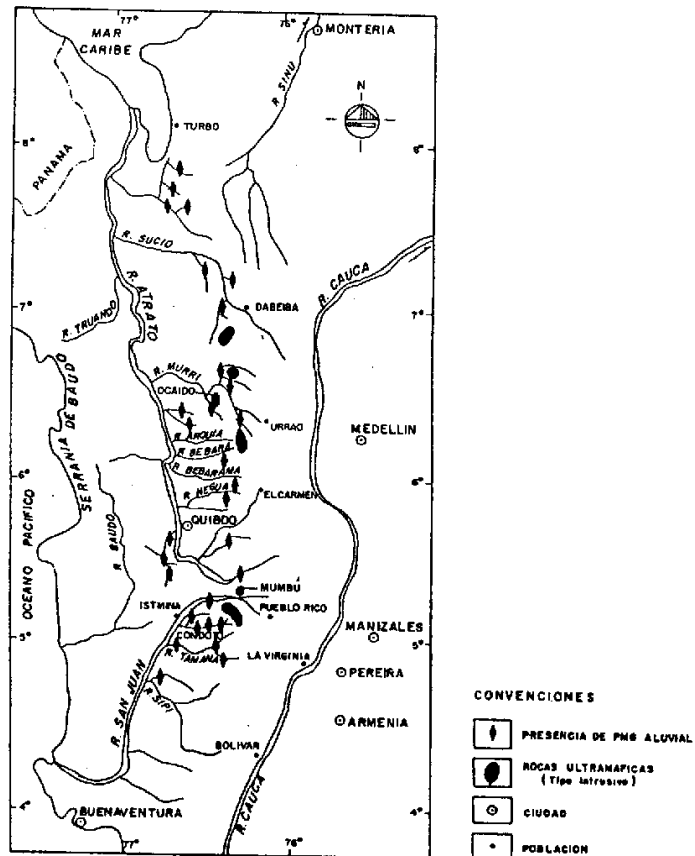 77°
76°
MAR
CARIBE
MONTERIA
R. SINU
N
TURBO
8°
8°
PANAMA
R. SUCIO
R. CAUCA
R. ATRATO
DABEIBA
7°
7°
R. TRUANDO
R. MURRI
OCAIDO
URRAO
MEDELLIN
SERRANIA DE BAUDO
R. ARQUIA
R. BEBARA
R. BEBARAMA
6°
6°
R. NEGUA
EL CARMEN
OCEANO PACIFICO
R. BAUDO
QUIBDO
MUMBÚ
ISTMINA
PUEBLO RICO
MANIZALES
5°
5°
CONDOTO
R. TAMANA
LA VIRGINIA
PEREIRA
R. SAN JUAN
R. SIPI
ARMENIA
BOLIVAR
4°
4°
BUENAVENTURA
R. CAUCA
77°
76°
CONVENCIONES
PRESENCIA DE PMG ALUVIAL
ROCAS ULTRAMAFICAS
(Tipo intrusivo)
CIUDAD
POBLACION